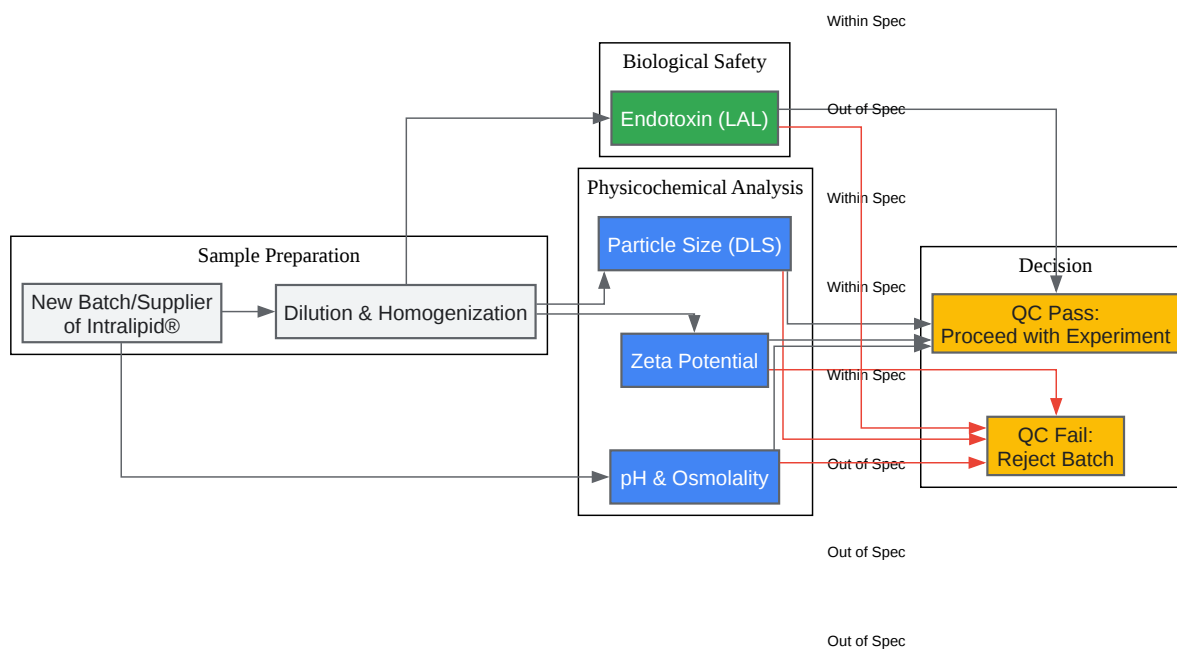 Within Spec
Biological Safety
Endotoxin (LAL)
Out of Spec
Physicochemical Analysis
Within Spec
Particle Size (DLS)
Sample Preparation
Decision
New Batch/Supplier
of Intralipid®
Dilution & Homogenization
Within Spec
QC Pass:
Proceed with Experiment
Zeta Potential
Within Spec
QC Fail:
Reject Batch
pH & Osmolality
Out of Spec
Out of Spec
Out of Spec